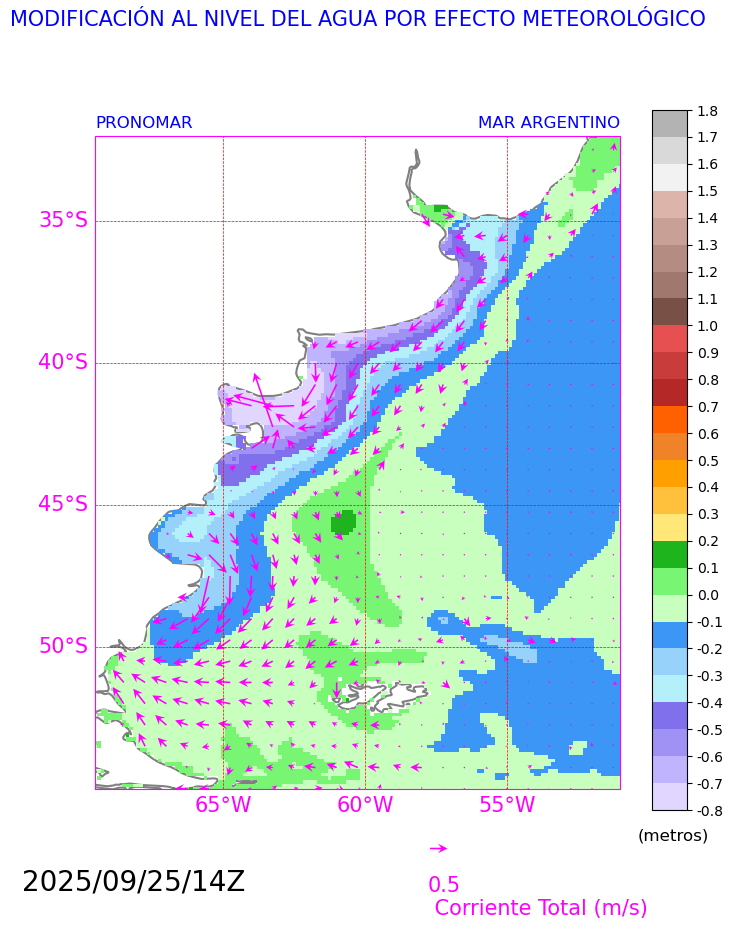 MODIFICACIÓN AL NIVEL DEL AGUA POR EFECTO METEOROLÓGICO
PRONOMAR MAR ARGENTINO
35°S
40°S
45°S
50°S
65°W 60°W 55°W
1.8
1.7
1.6
1.5
1.4
1.3
1.2
1.1
1.0
0.9
0.8
0.7
0.6
0.5
0.4
0.3
0.2
0.1
0.0
-0.1
-0.2
-0.3
-0.4
-0.5
-0.6
-0.7
-0.8
(metros)
2025/09/25/14Z
0.5
Corriente Total (m/s)